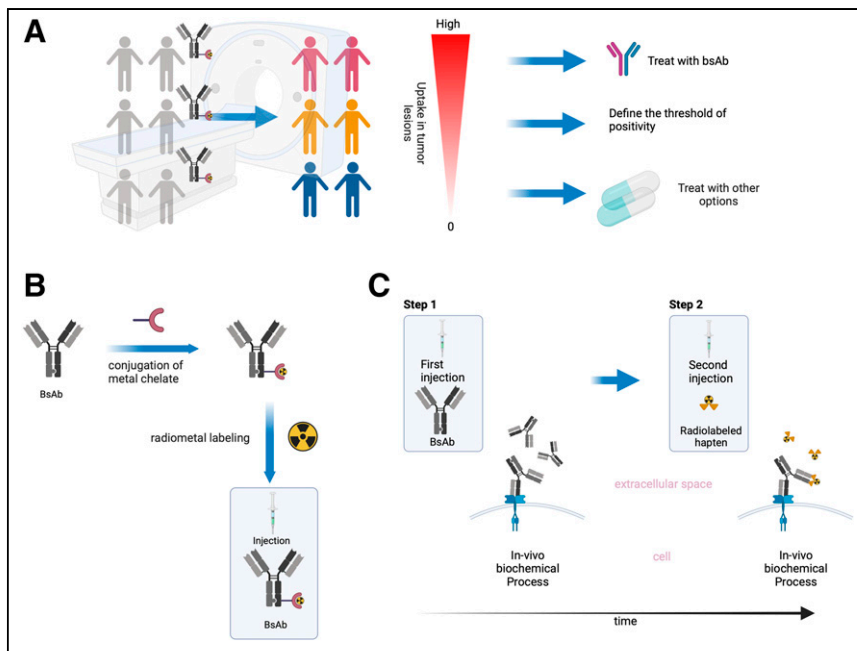 A
High
Uptake in tumor
lesions
0
Treat with bsAb
Define the threshold of
positivity
Treat with other
options
B
BsAb
conjugation of
metal chelate
radiometal labeling
Injection
BsAb
C
Step 1
First
injection
BsAb
Step 2
Second
injection
Radiolabeled
hapten
extracellular space
cell
In-vivo
biochemical
Process
In-vivo
biochemical
Process
time